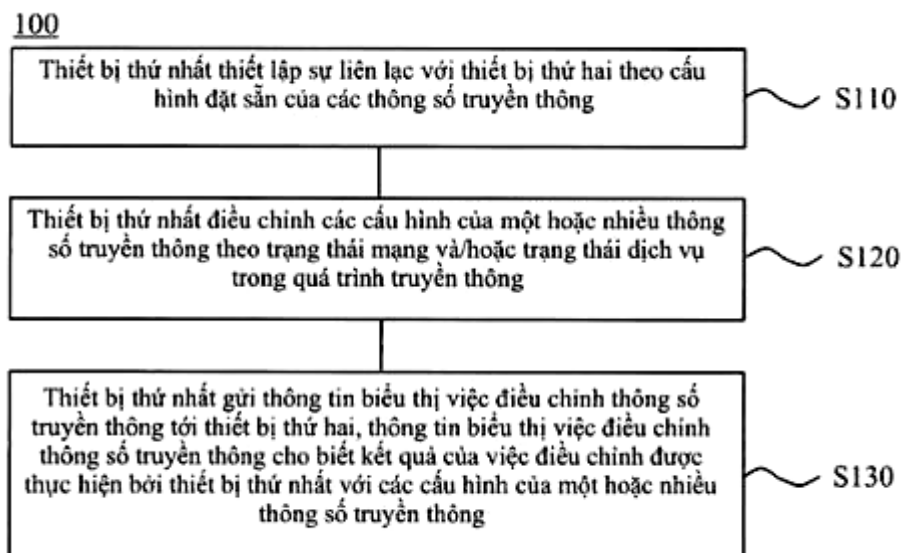 100
Thiết bị thứ nhất thiết lập sự liên lạc với thiết bị thứ hai theo cấu
hình đặt sẵn của các thông số truyền thông
S110
Thiết bị thứ nhất điều chỉnh các cấu hình của một hoặc nhiều thông
số truyền thông theo trạng thái mạng và/hoặc trạng thái dịch vụ
trong quá trình truyền thông
S120
Thiết bị thứ nhất gửi thông tin biểu thị việc điều chỉnh thông số
truyền thông tới thiết bị thứ hai, thông tin biểu thị việc điều chỉnh
thông số truyền thông cho biết kết quả của việc điều chỉnh được
thực hiện bởi thiết bị thứ nhất với các cấu hình của một hoặc nhiều
thông số truyền thông
S130